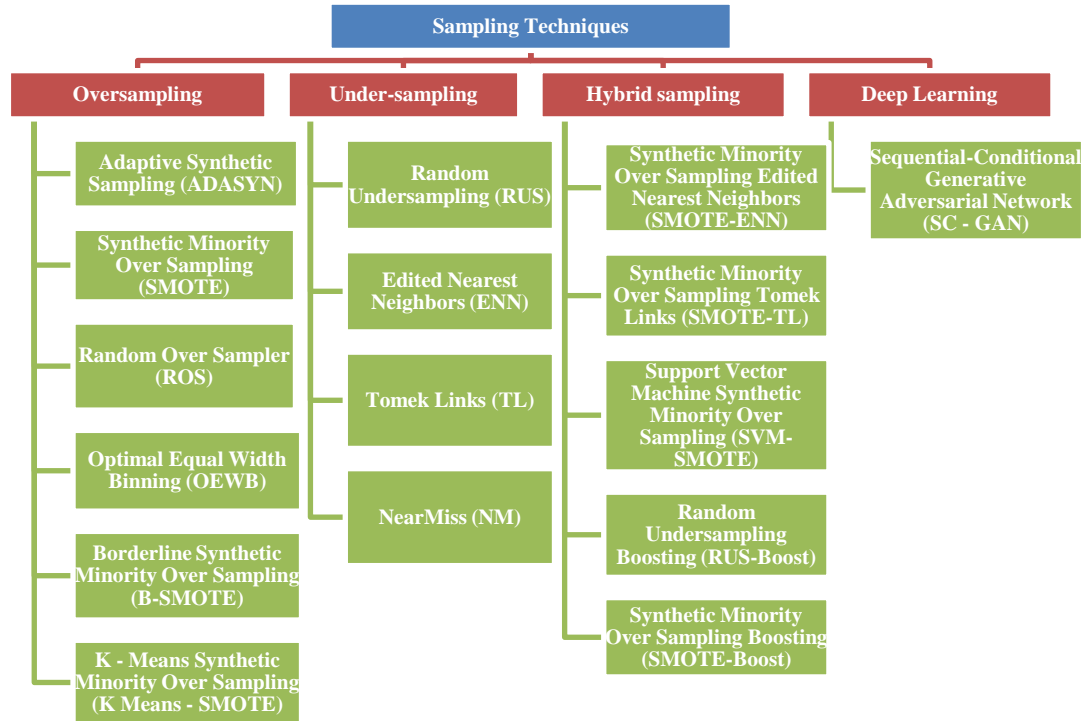 Sampling Techniques
Oversampling
Adaptive Synthetic
Sampling (ADASYN)
Synthetic Minority
Over Sampling
(SMOTE)
Random Over Sampler
(ROS)
Optimal Equal Width
Binning (OEWB)
Borderline Synthetic
Minority Over Sampling
(B-SMOTE)
K - Means Synthetic
Minority Over Sampling
(K Means - SMOTE)
Under-sampling
Random
Undersampling (RUS)
Edited Nearest
Neighbors (ENN)
Tomek Links (TL)
NearMiss (NM)
Hybrid sampling
Synthetic Minority
Over Sampling Edited
Nearest Neighbors
(SMOTE-ENN)
Synthetic Minority
Over Sampling Tomek
Links (SMOTE-TL)
Support Vector
Machine Synthetic
Minority Over
Sampling (SVM-
SMOTE)
Random
Undersampling
Boosting (RUS-Boost)
Synthetic Minority
Over Sampling Boosting
(SMOTE-Boost)
Deep Learning
Sequential-Conditional
Generative
Adversarial Network
(SC - GAN)